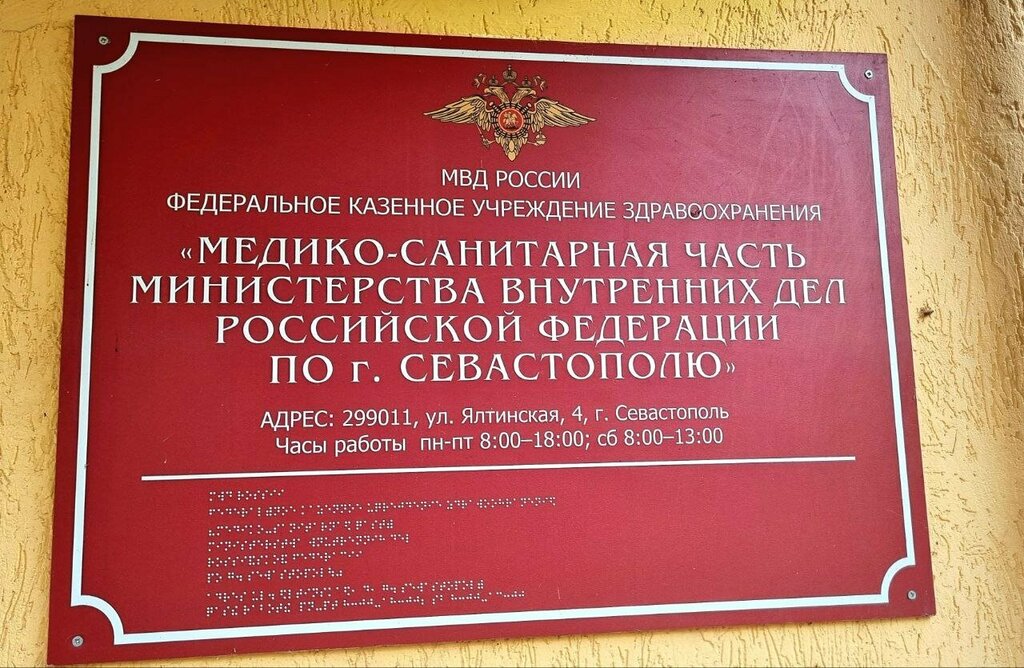 МВД РОССИИ
ФЕДЕРАЛЬНОЕ КАЗЕННОЕ УЧРЕЖДЕНИЕ ЗДРАВООХРАНЕНИЯ
«МЕДИКО-САНИТАРНАЯ ЧАСТЬ
МИНИСТЕРСТВА ВНУТРЕННИХ ДЕЛ
РОССИЙСКОЙ ФЕДЕРАЦИИ
ПО г. СЕВАСТОПОЛЮ»
АДРЕС: 299011, ул. Ялтинская, 4, г. Севастополь
Часы работы пн-пт 8:00–18:00; сб 8:00–13:00